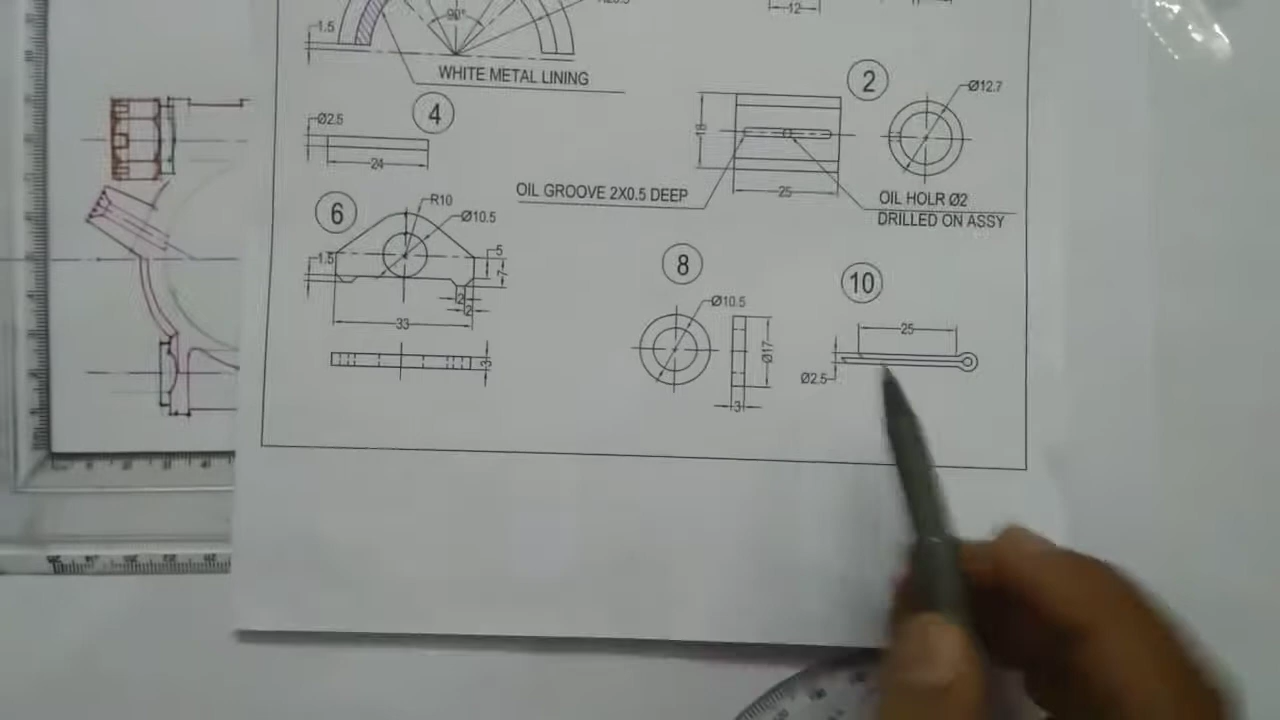 1.5
90°
12
WHITE METAL LINING
4
Ø2.5
24
2
Ø12.7
18
25
OIL GROOVE 2X0.5 DEEP
OIL HOLR Ø2
DRILLED ON ASSY
6
R10
Ø10.5
1.5
5
7
2
2
33
3
8
Ø10.5
Ø17
3
10
25
Ø2.5